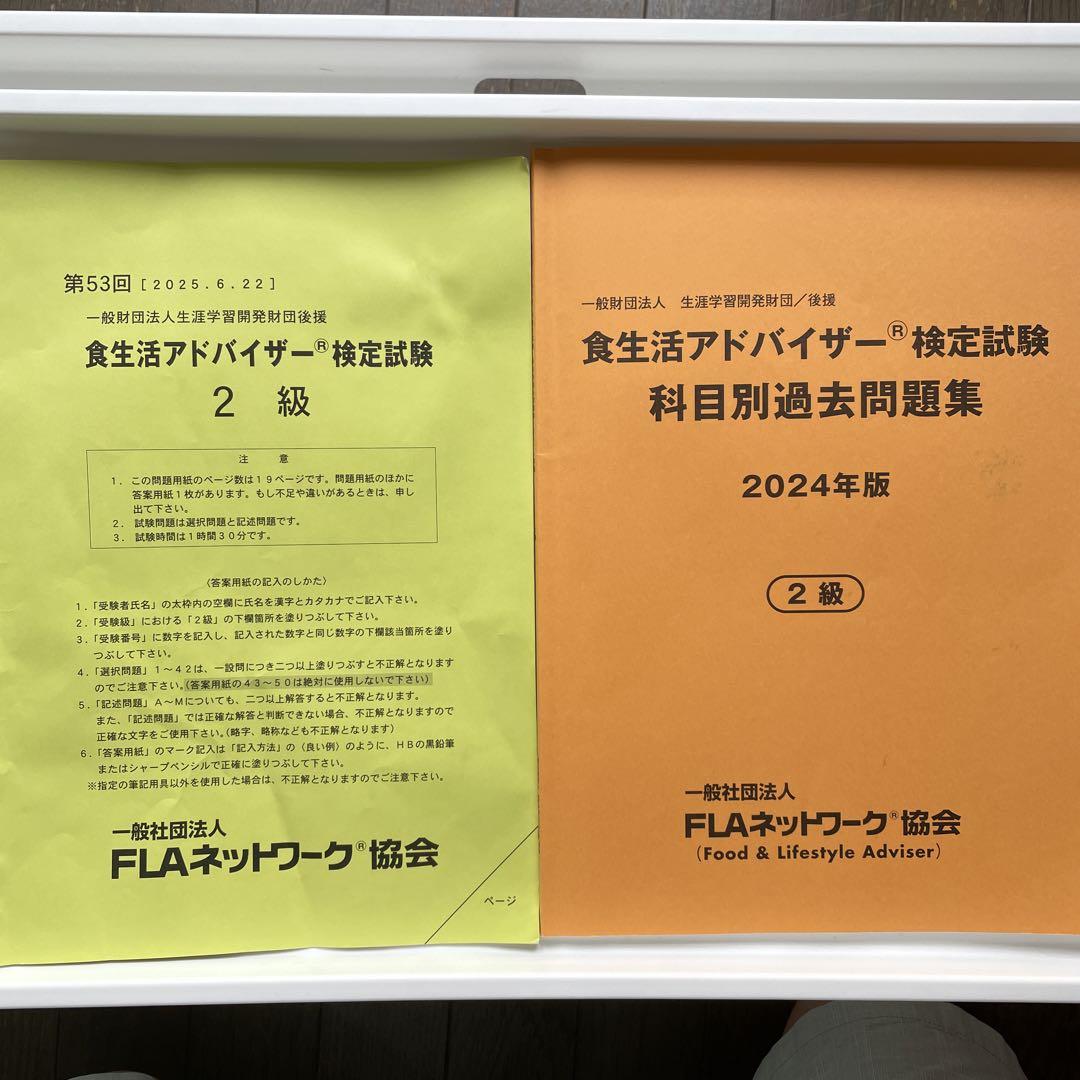 第53回[2025.6.22]
一般財団法人生涯学習開発財団後援
食生活アドバイザー®検定試験
2 級
注 意
1. この問題用紙のページ数は19ページです。問題用紙のほかに
答案用紙1枚があります。もし不足や違いがあるときは、申し
出て下さい。
2. 試験問題は選択問題と記述問題です。
3. 試験時間は1時間30分です。
〈答案用紙の記入のしかた〉
1.「受験者氏名」の太枠内の空欄に氏名を漢字とカタカナでご記入下さい。
2.「受験級」における「2級」の下欄箇所を塗りつぶして下さい。
3.「受験番号」に数字を記入し、記入された数字と同じ数字の下欄該当箇所を塗り
つぶして下さい。
4.「選択問題」1～42は、一設問につき二つ以上塗りつぶすと不正解となります
のでご注意下さい。(答案用紙の43～50は絶対に使用しないで下さい)
5.「記述問題」A～Mについても、二つ以上解答すると不正解となります。
また、「記述問題」では正確な解答と判断できない場合、不正解となりますので
正確な文字をご使用下さい。(略字、略称なども不正解となります)
6.「答案用紙」のマーク記入は「記入方法」の〈良い例〉のように、HBの黒鉛筆
またはシャープペンシルで正確に塗りつぶして下さい。
※指定の筆記用具以外を使用した場合は、不正解となりますのでご注意下さい。
一般社団法人
FLAネットワーク®協会
ページ
一般財団法人 生涯学習開発財団/後援
食生活アドバイザー®検定試験
科目別過去問題集
2024年版
2級
一般社団法人
FLAネットワーク®協会
(Food & Lifestyle Adviser)